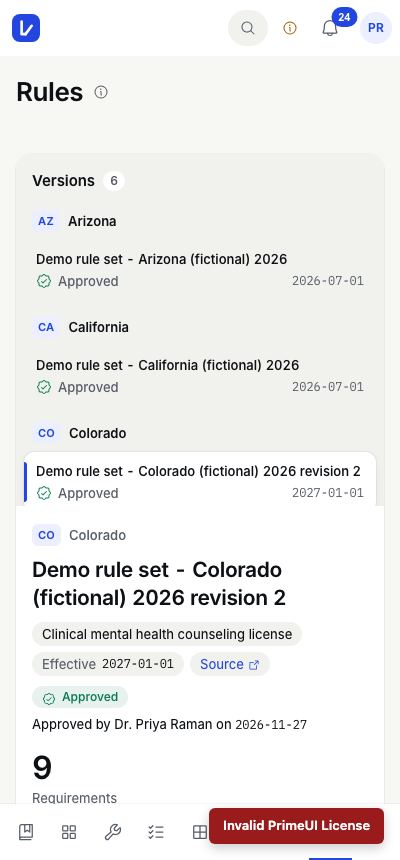 24
PR
Rules
Versions 6
AZ Arizona
Demo rule set - Arizona (fictional) 2026
Approved 2026-07-01
CA California
Demo rule set - California (fictional) 2026
Approved 2026-07-01
CO Colorado
Demo rule set - Colorado (fictional) 2026 revision 2
Approved 2027-01-01
CO Colorado
Demo rule set - Colorado
(fictional) 2026 revision 2
Clinical mental health counseling license
Effective 2027-01-01 Source
Approved
Approved by Dr. Priya Raman on 2026-11-27
9
Requirements
Invalid PrimeUI License